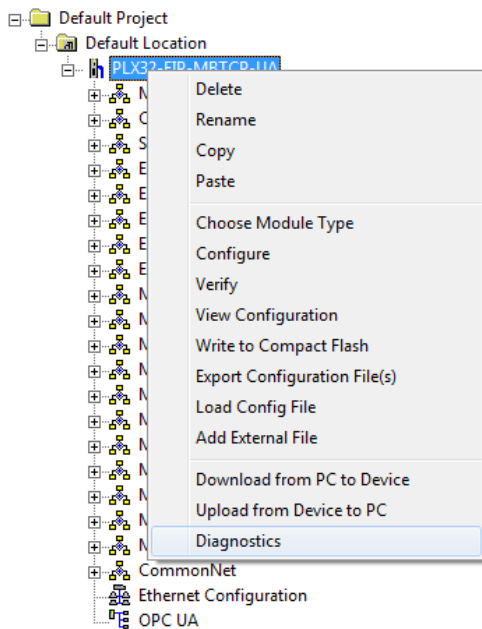 Default Project
Default Location
PLX32-EIP-MBTCP-UA
Delete
Rename
Copy
Paste
Choose Module Type
Configure
Verify
View Configuration
Write to Compact Flash
Export Configuration File(s)
Load Config File
Add External File
Download from PC to Device
Upload from Device to PC
Diagnostics
CommonNet
Ethernet Configuration
OPC UA